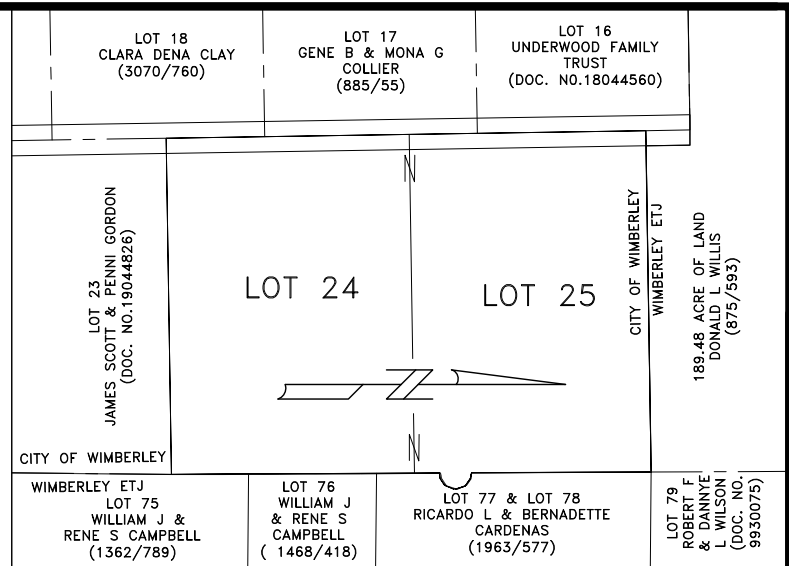 LOT 18
CLARA DENA CLAY
(3070/760)
LOT 17
GENE B & MONA G
COLLIER
(885/55)
LOT 16
UNDERWOOD FAMILY
TRUST
(DOC. NO.18044560)
LOT 23
JAMES SCOTT & PENNI GORDON
(DOC. NO.19044826)
LOT 24
LOT 25
CITY OF WIMBERLEY
WIMBERLEY ETJ
189.48 ACRE OF LAND
DONALD L WILLIS
(875/593)
N
CITY OF WIMBERLEY
WIMBERLEY ETJ
LOT 75
WILLIAM J &
RENE S CAMPBELL
(1362/789)
LOT 76
WILLIAM J
& RENE S
CAMPBELL
( 1468/418)
LOT 77 & LOT 78
RICARDO L & BERNADETTE
CARDENAS
(1963/577)
LOT 79
ROBERT F
& DANNYE
L WILSON
(DOC. NO.
9930075)